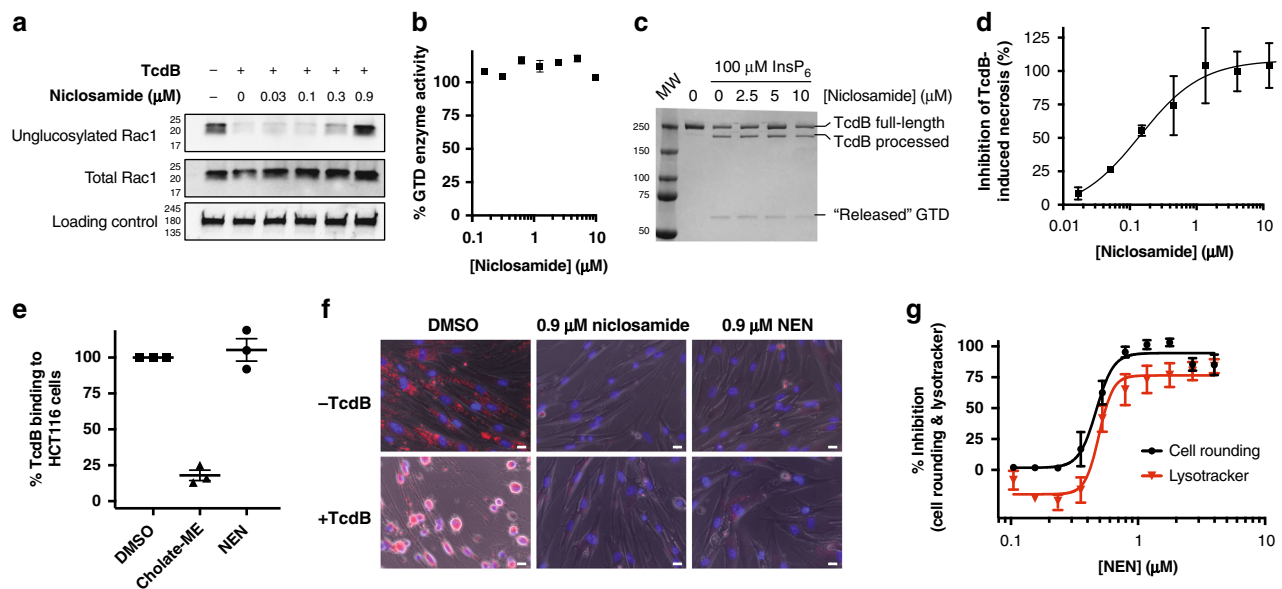 a
TcdB – + + + + +
Niclosamide (μM) – 0 0.03 0.1 0.3 0.9
Unglucosylated Rac1
25
20
17
Total Rac1
25
20
17
Loading control
245
180
135
b
% GTD enzyme activity
100
75
50
25
0
0.1 1 10
[Niclosamide] (μM)
c
100 μM InsP6
MW 0 0 2.5 5 10 [Niclosamide] (μM)
250
150
100
75
50
TcdB full-length
TcdB processed
“Released” GTD
d
Inhibition of TcdB-
induced necrosis (%)
125
100
75
50
25
0
0.01 0.1 1 10
[Niclosamide] (μM)
e
% TcdB binding to
HCT116 cells
100
75
50
25
0
DMSO
Cholate-ME
NEN
f
DMSO 0.9 μM niclosamide 0.9 μM NEN
–TcdB
+TcdB
g
% Inhibition
(cell rounding & lysotracker)
100
75
50
25
0
Cell rounding
Lysotracker
0.1 1 10
[NEN] (μM)